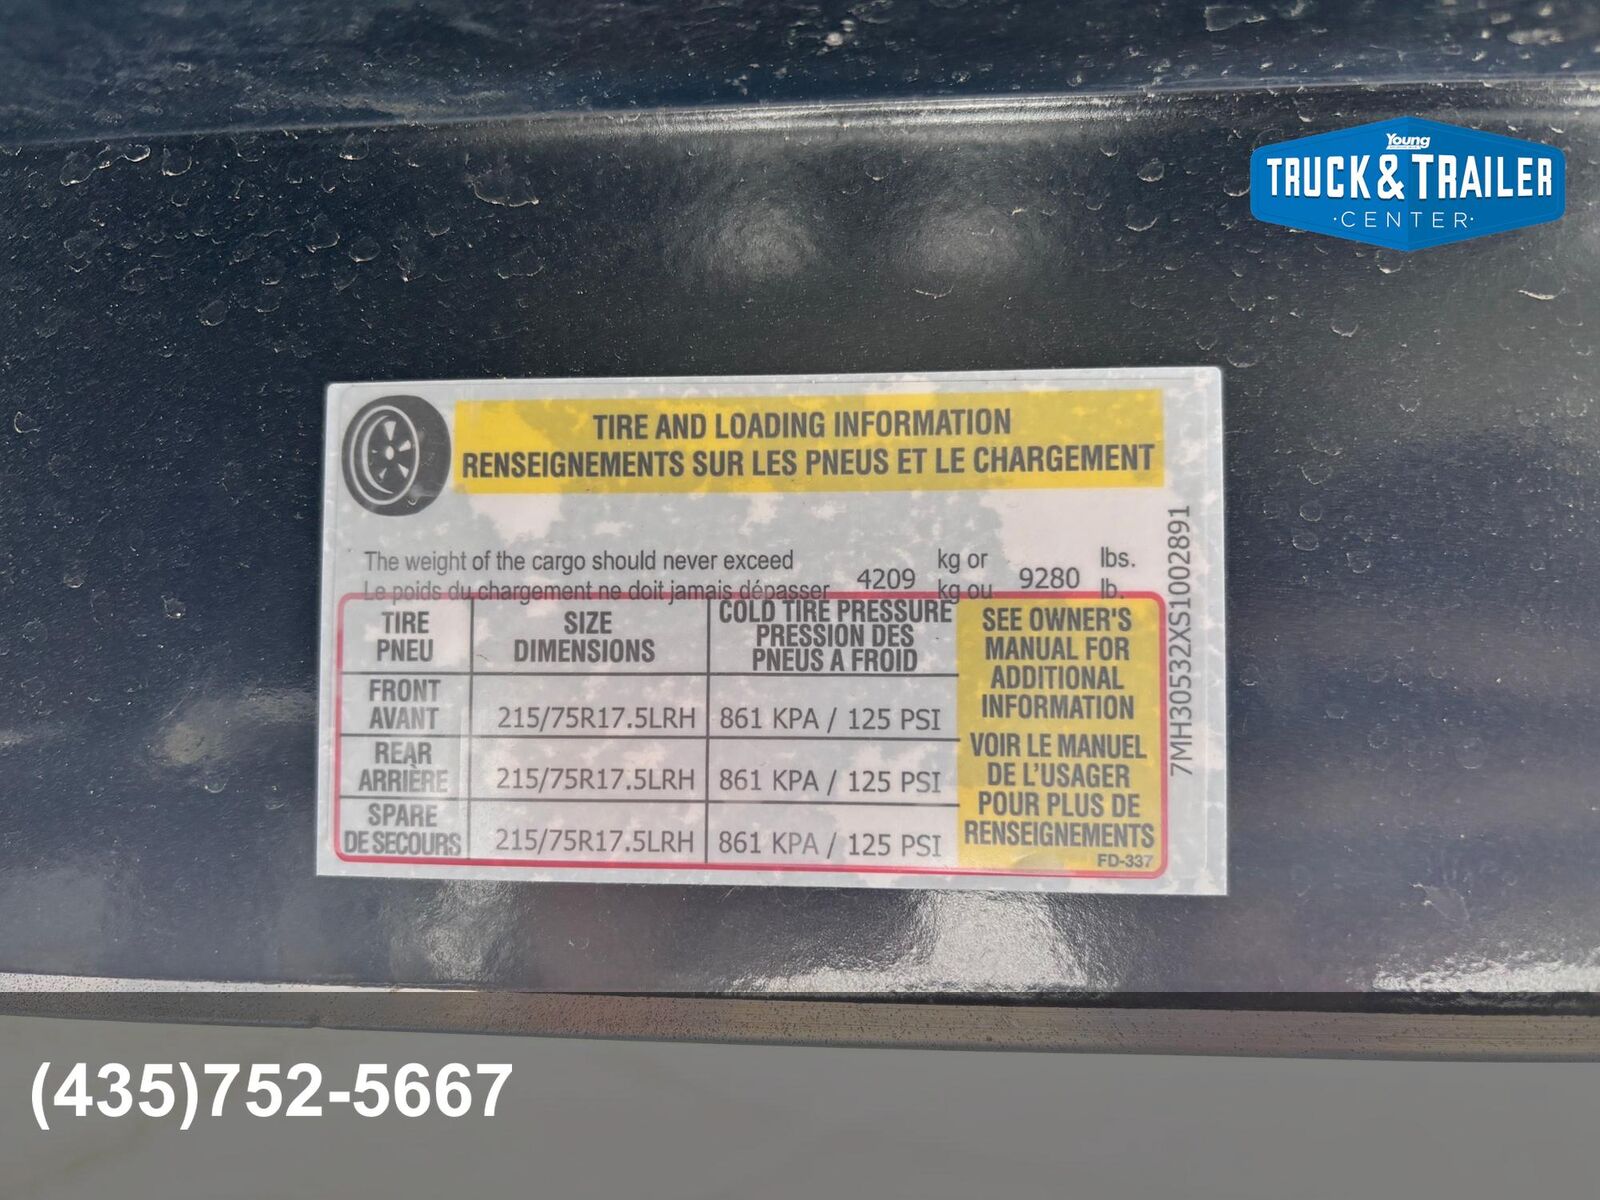 Young
TRUCK & TRAILER
·CENTER·
TIRE AND LOADING INFORMATION
RENSEIGNEMENTS SUR LES PNEUS ET LE CHARGEMENT
The weight of the cargo should never exceed kg or lbs.
Le poids du chargement ne doit jamais dépasser 4209 kg ou 9280 lb.
TIRE
PNEU
SIZE
DIMENSIONS
COLD TIRE PRESSURE
PRESSION DES
PNEUS A FROID
FRONT
AVANT
215/75R17.5LRH
861 KPA / 125 PSI
REAR
ARRIÈRE
215/75R17.5LRH
861 KPA / 125 PSI
SPARE
DE SECOURS
215/75R17.5LRH
861 KPA / 125 PSI
SEE OWNER'S
MANUAL FOR
ADDITIONAL
INFORMATION
VOIR LE MANUEL
DE L'USAGER
POUR PLUS DE
RENSEIGNEMENTS
FD-337
7MH30532XS1002891
(435)752-5667